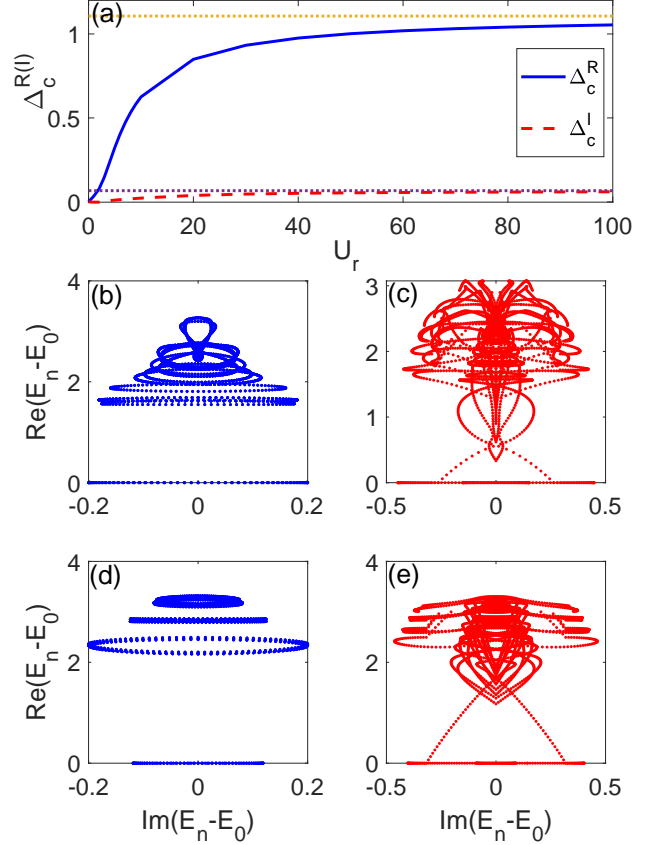 (a)
Δ_c^R(I)
1
0.5
0
0 20 40 60 80 100
U_r
Δ_c^R
Δ_c^I
(b)
(c)
Re(E_n-E_0)
4
2
0
-0.2 0 0.2
3
2
1
0
-0.5 0 0.5
(d)
(e)
Re(E_n-E_0)
4
2
0
-0.2 0 0.2
Im(E_n-E_0)
4
2
0
-0.5 0 0.5
Im(E_n-E_0)